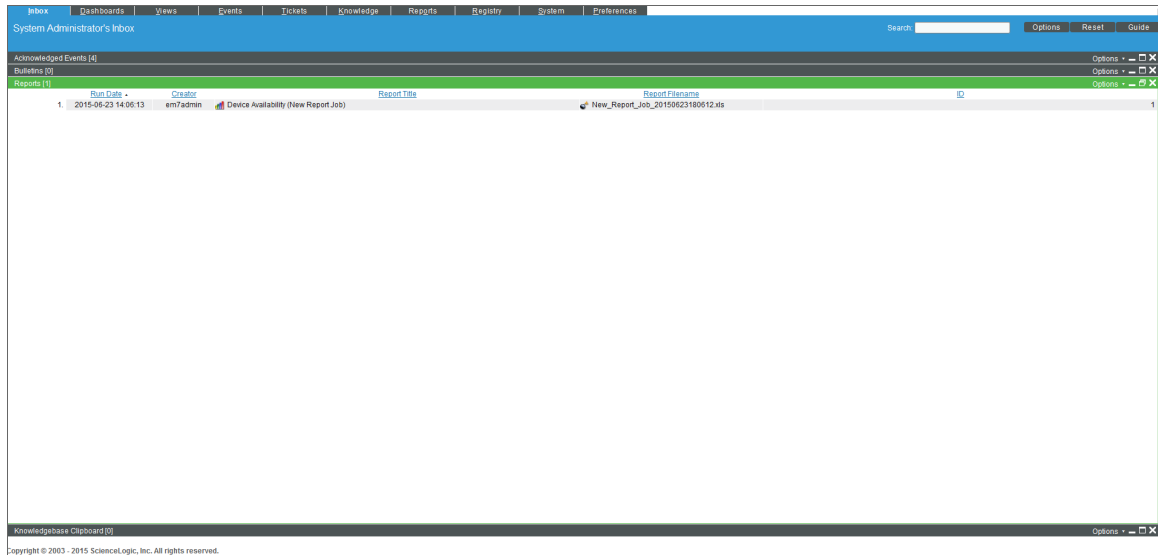 Inbox Dashboards Views Events Tickets Knowledge Reports Registry System Preferences
System Administrator's Inbox Search: Options Reset Guide
Acknowledged Events [4] Options
Bulletins [0] Options
Reports [1] Options
Run Date Creator Report Title Report Filename ID
1. 2015-06-23 14:06:13 em7admin Device Availability (New Report Job) New_Report_Job_20150623180612.xls 1
Knowledgebase Clipboard [0] Options
Copyright © 2003 - 2015 ScienceLogic, Inc. All rights reserved.